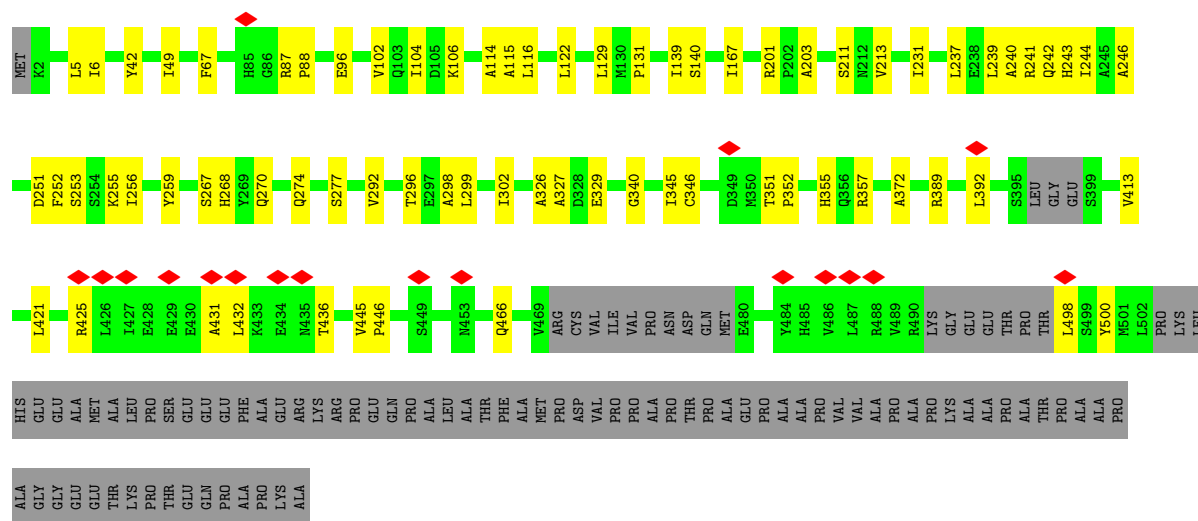 MET K2 L5 I6 Y42 I49 F67 H85 G86 R87 P88 E96 V102 Q103 I104 D105 K106 A114 A115 L116 L122 L129 M130 P131 I139 S140 I167 R201 P202 A203 S211 N212 V213 I231 L237 E238 L239 A240 R241 Q242 H243 I244 A245 A246
D251 F252 S253 S254 K255 I256 Y259 S267 H268 Y269 Q270 Q274 S277 V292 T296 E297 A298 L299 I302 A326 A327 D328 E329 G340 I345 C346 D349 M350 T351 P352 H355 Q356 R357 A372 R389 L392 S395 LEU GLY GLU S399 V413
L421 R425 L426 I427 E428 E429 E430 A431 L432 K433 E434 N435 T436 V445 P446 S449 N453 Q466 V469 ARG CYS VAL ILE VAL PRO ASN ASP GLN MET E480 Y484 H485 V486 L487 R488 V489 R490 LYS GLY GLU GLU THR PRO THR L498 S499 Y500 M501 L502 PRO LYS LEU
HIS GLU GLU ALA MET ALA LEU PRO SER GLU GLU GLU PHE ALA GLU ARG LYS ARG PRO GLU GLN PRO ALA LEU ALA THR PHE ALA MET PRO ASP VAL PRO PRO ALA PRO THR PRO ALA GLU PRO ALA ALA PRO VAL VAL ALA PRO ALA PRO LYS ALA ALA PRO ALA THR PRO ALA ALA PRO
ALA GLY GLY GLU GLU THR LYS PRO THR GLU GLN PRO ALA PRO LYS ALA